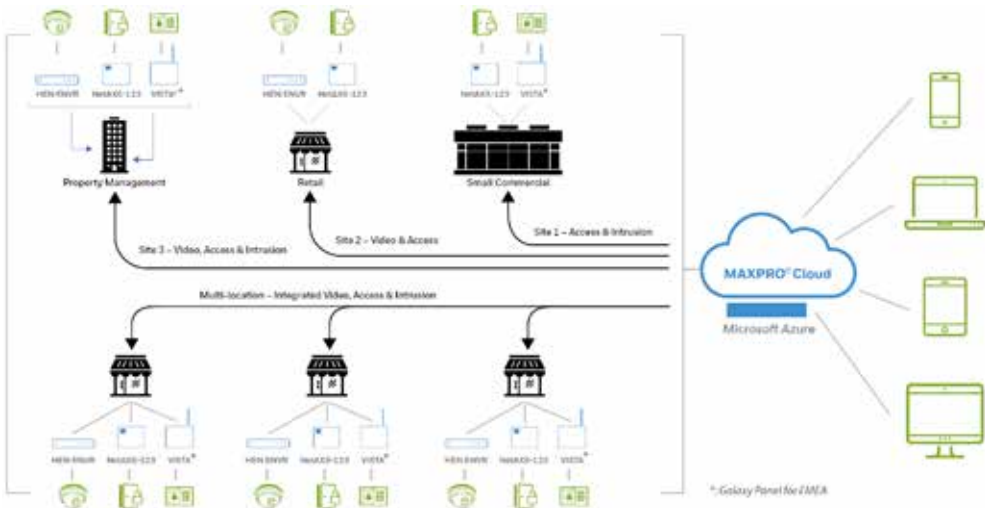 HEN ENVR NetAXS-123 VISTA*
HEN ENVR NetAXS-123
NetAXS-123 VISTA*
Property Management
Retail
Small Commercial
Site 3 – Video, Access & Intrusion
Site 2 – Video & Access
Site 1 – Access & Intrusion
MAXPRO® Cloud
Microsoft Azure
Multi-location – Integrated Video, Access & Intrusion
HEN ENVR NetAXS-123 VISTA*
HEN ENVR NetAXS-123 VISTA*
HEN ENVR NetAXS-123 VISTA*
*: Galaxy Panel for EMEA